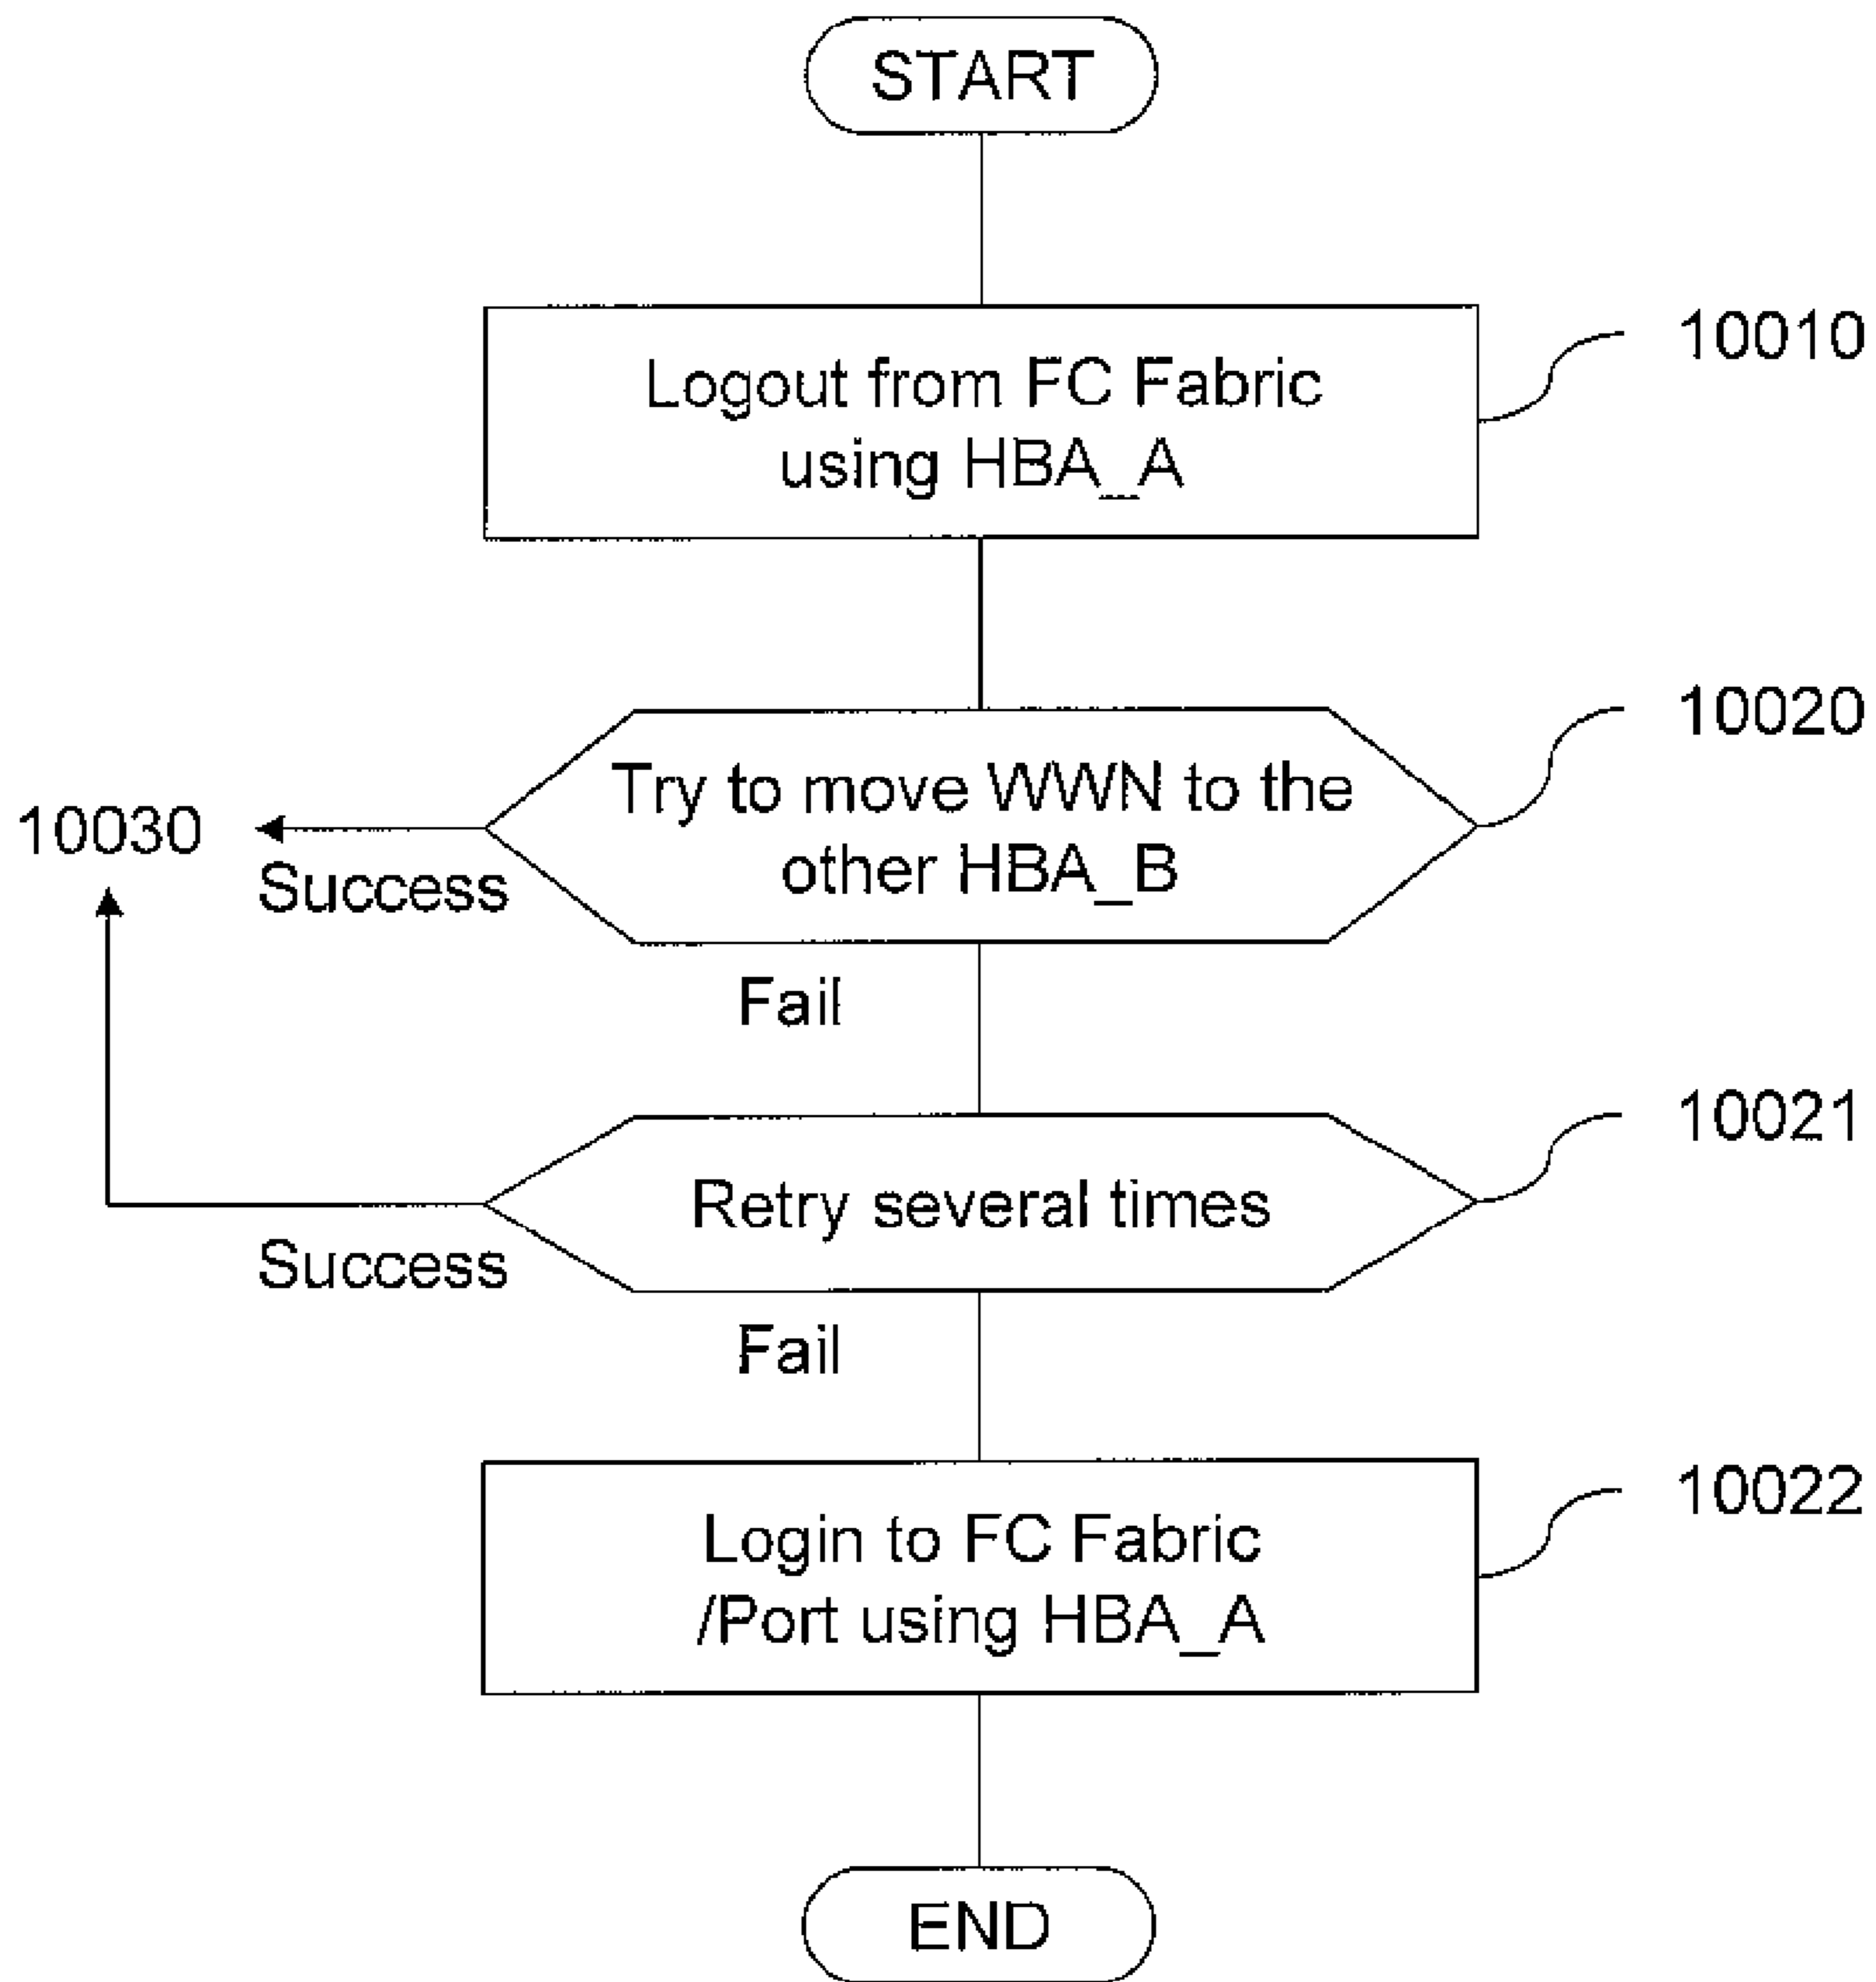 START
Logout from FC Fabric
using HBA_A
10010
Try to move WWN to the
other HBA_B
10020
10030
Success
Fail
Retry several times
10021
Success
Fail
Login to FC Fabric
/Port using HBA_A
10022
END